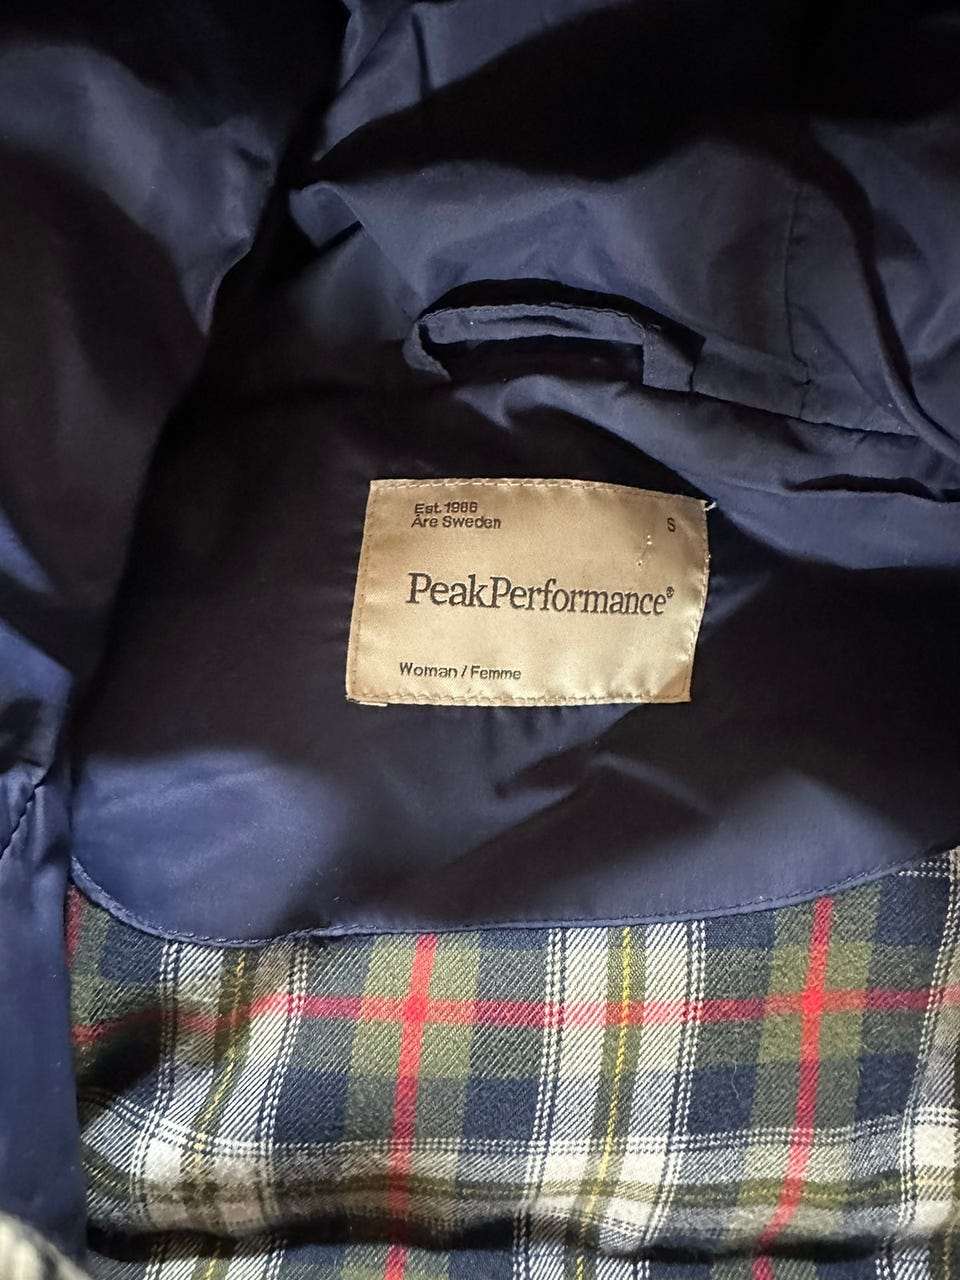 Est. 1986
Åre Sweden
S
PeakPerformance®
Woman / Femme